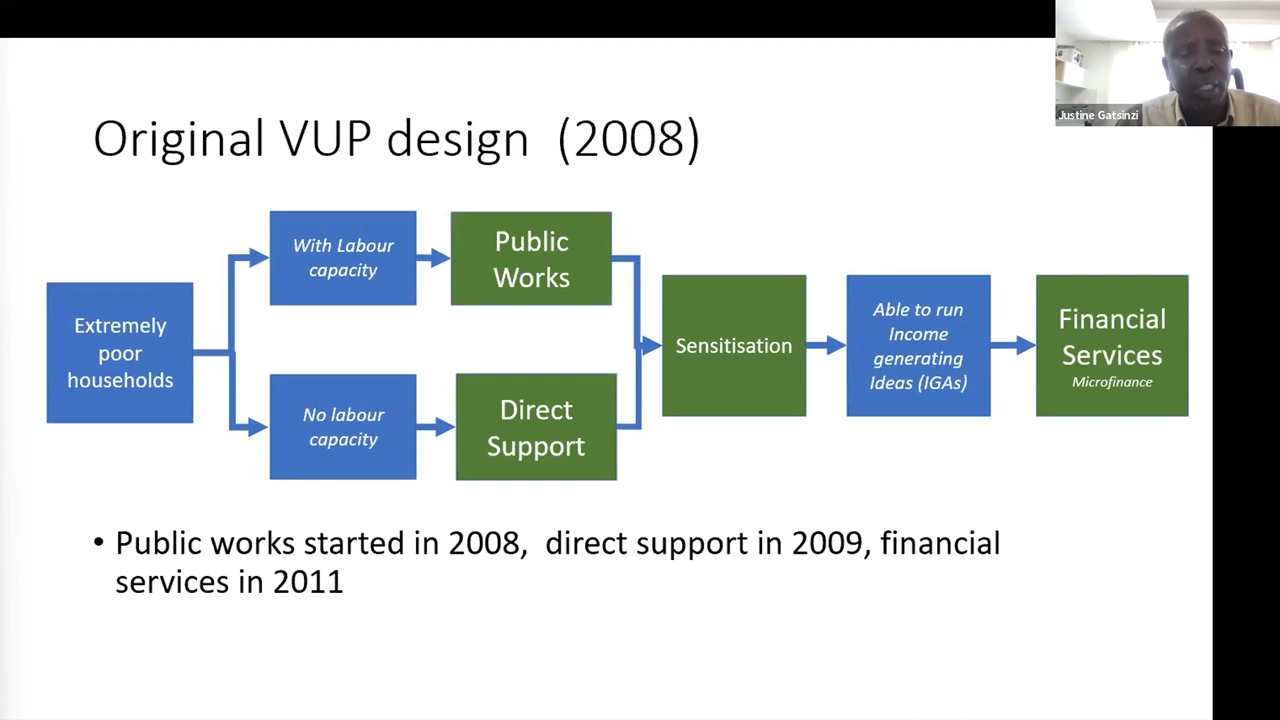 Justine Gatsinzi
Original VUP design (2008)
Extremely
poor
households
With Labour
capacity
Public
Works
No labour
capacity
Direct
Support
Sensitisation
Able to run
Income
generating
Ideas (IGAs)
Financial
Services
Microfinance
• Public works started in 2008, direct support in 2009, financial
services in 2011